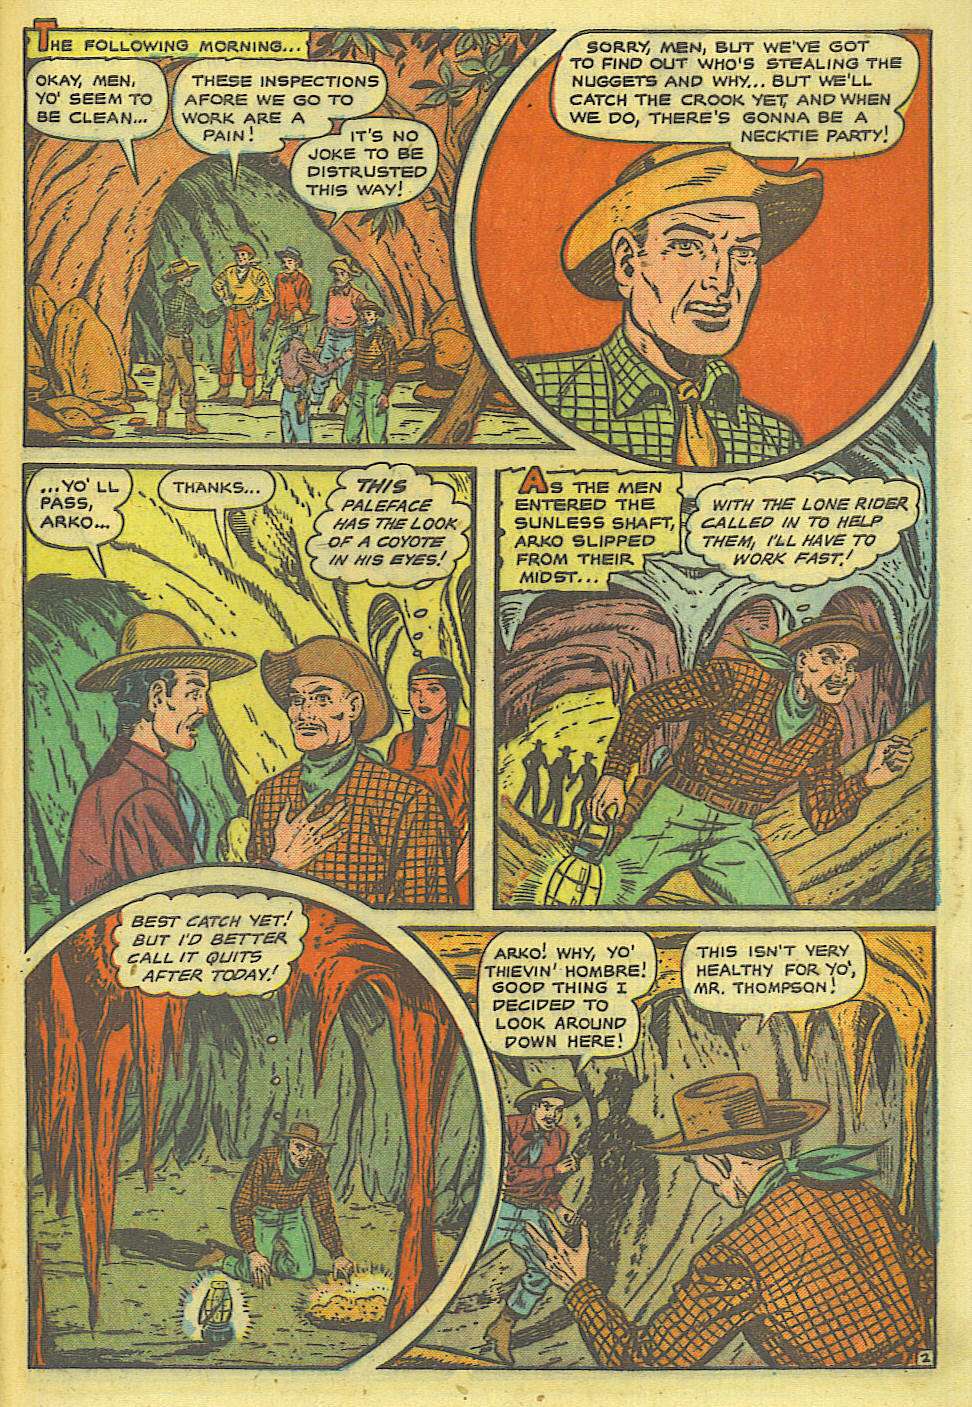 THE FOLLOWING MORNING...
OKAY, MEN,
YO' SEEM TO
BE CLEAN...
THESE INSPECTIONS
AFORE WE GO TO
WORK ARE A
PAIN!
IT'S NO
JOKE TO BE
DISTRUSTED
THIS WAY!
SORRY, MEN, BUT WE'VE GOT
TO FIND OUT WHO'S STEALING THE
NUGGETS AND WHY... BUT WE'LL
CATCH THE CROOK YET, AND WHEN
WE DO, THERE'S GONNA BE A
NECKTIE PARTY!
...YO' LL
PASS,
ARKO...
THANKS...
THIS
PALEFACE
HAS THE LOOK
OF A COYOTE
IN HIS EYES!
AS THE MEN
ENTERED THE
SUNLESS SHAFT,
ARKO SLIPPED
FROM THEIR
MIDST...
WITH THE LONE RIDER
CALLED IN TO HELP
THEM, I'LL HAVE TO
WORK FAST!
BEST CATCH YET!
BUT I'D BETTER
CALL IT QUITS
AFTER TODAY!
ARKO! WHY, YO'
THIEVIN' HOMBRE!
GOOD THING I
DECIDED TO
LOOK AROUND
DOWN HERE!
THIS ISN'T VERY
HEALTHY FOR YO',
MR. THOMPSON!
2